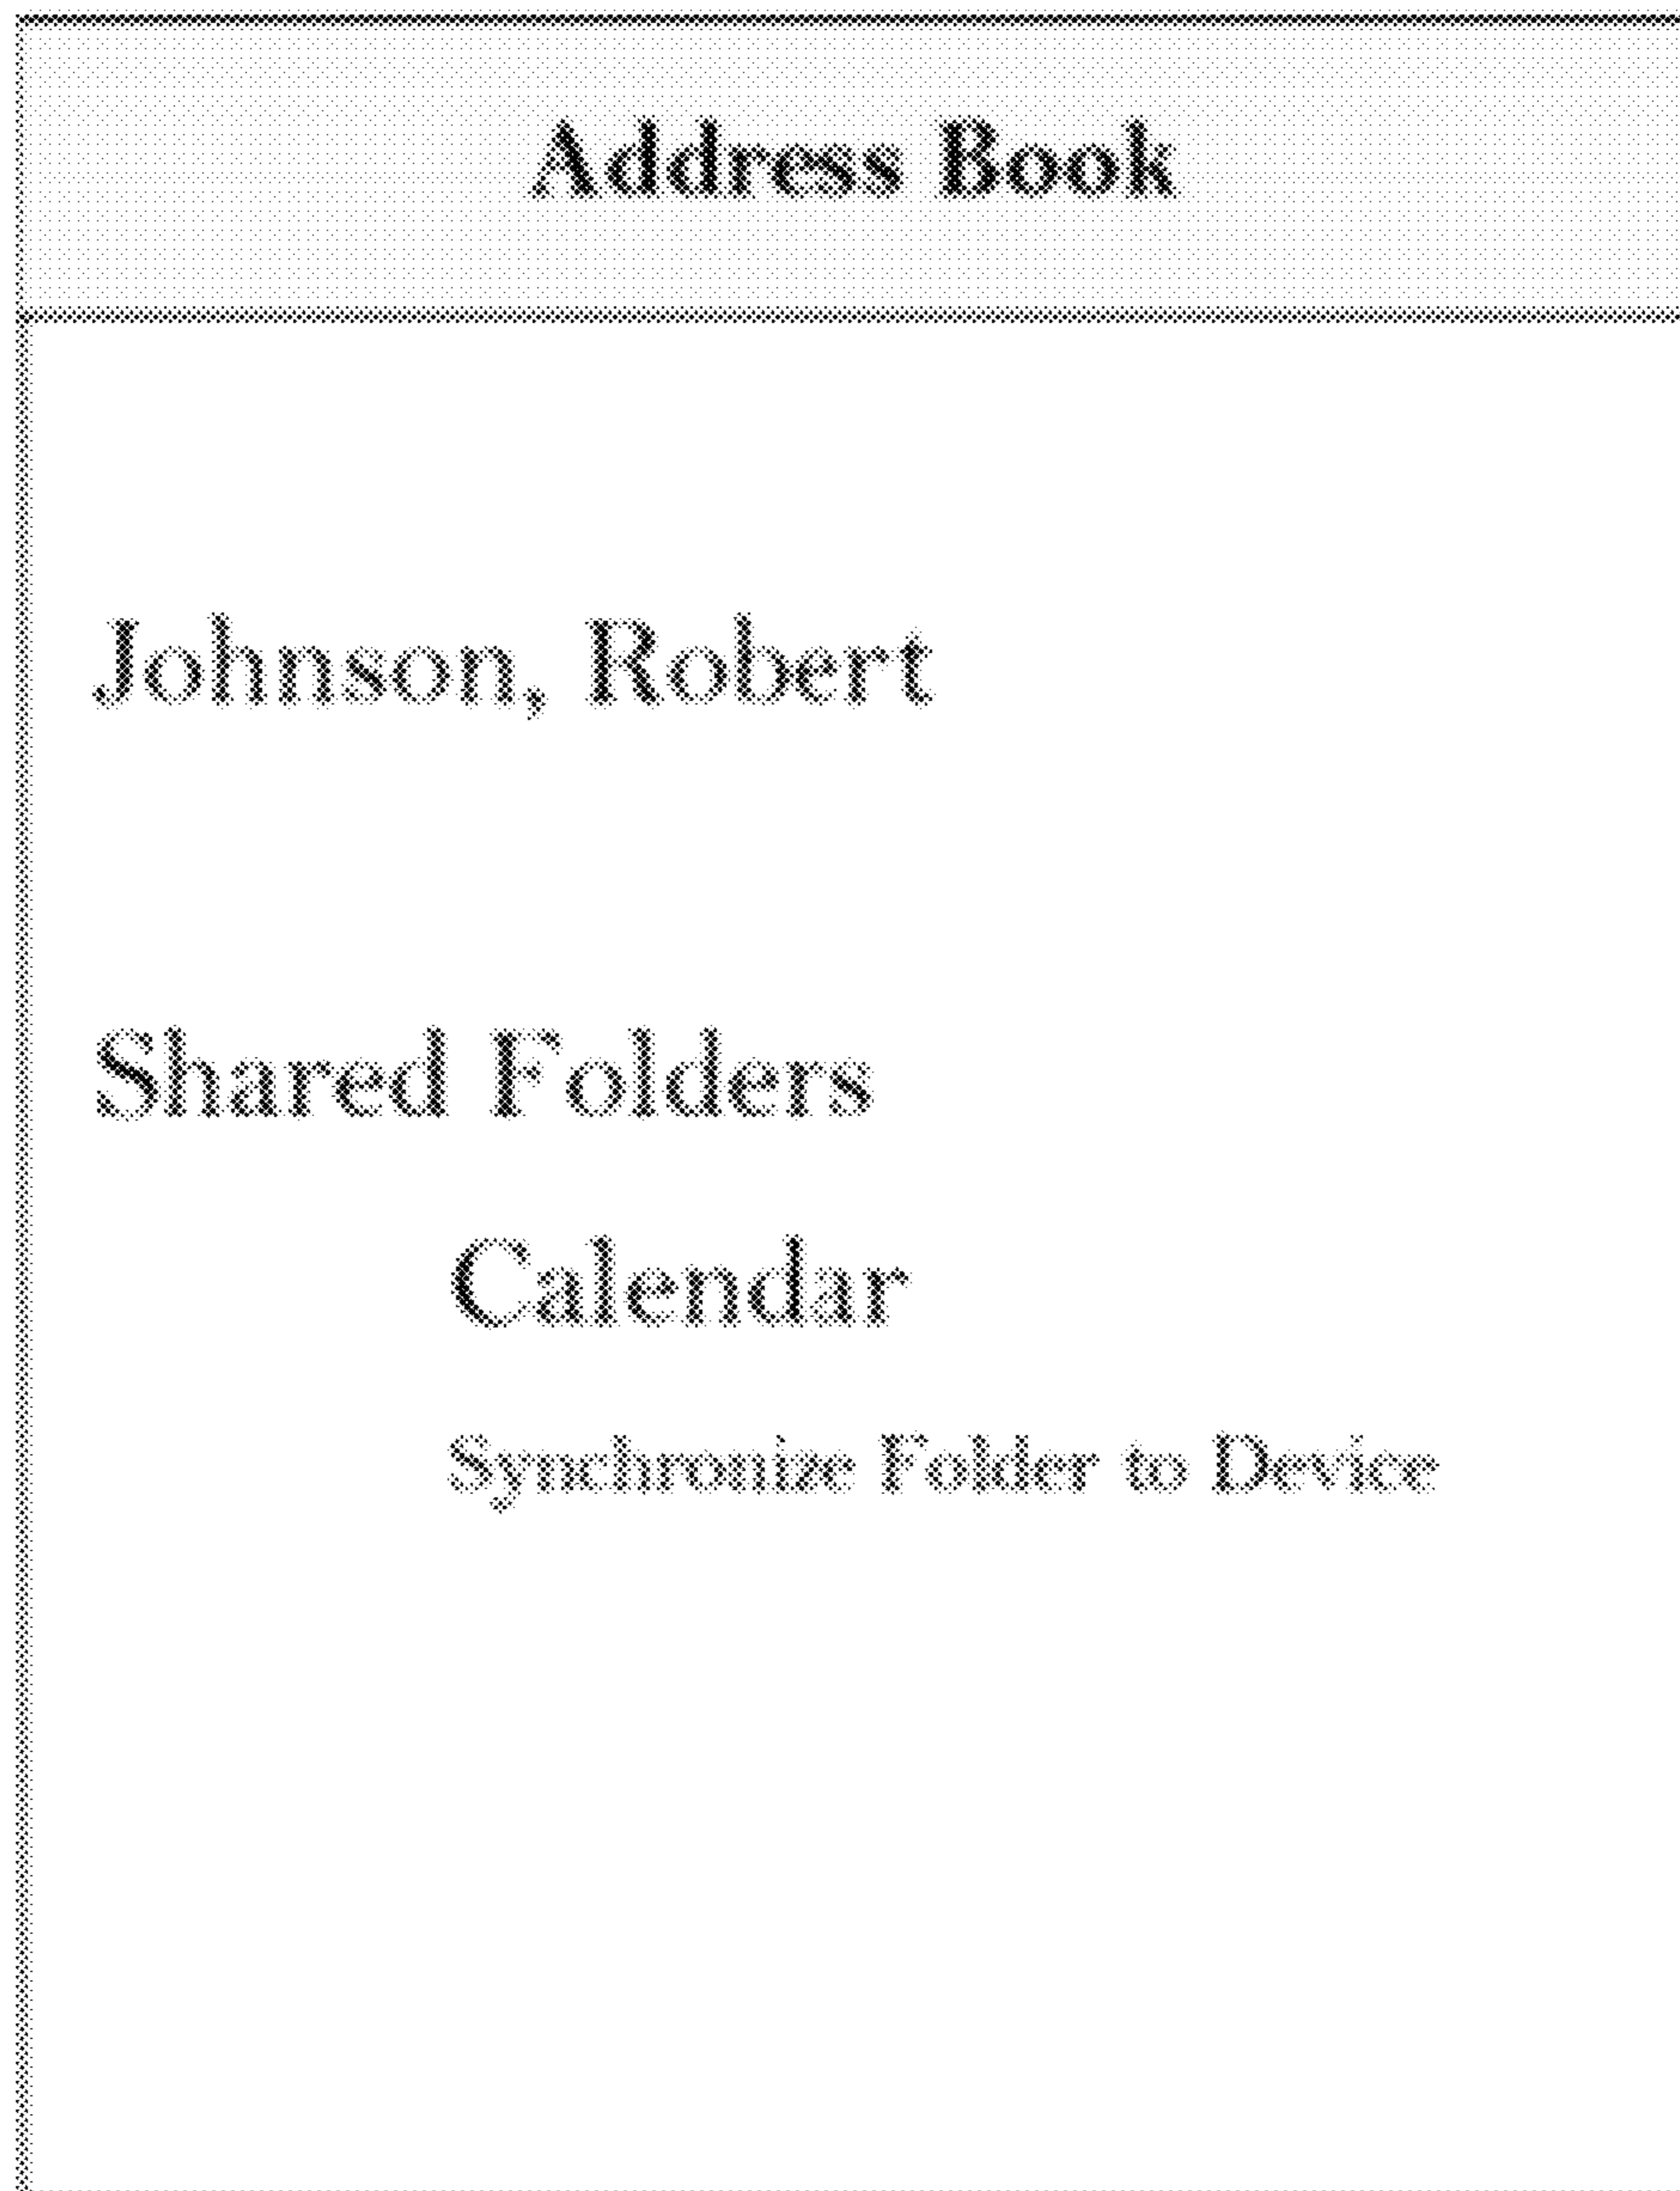 Address Book
Johnson, Robert
Shared Folders
Calendar
Synchronize Folder to Device